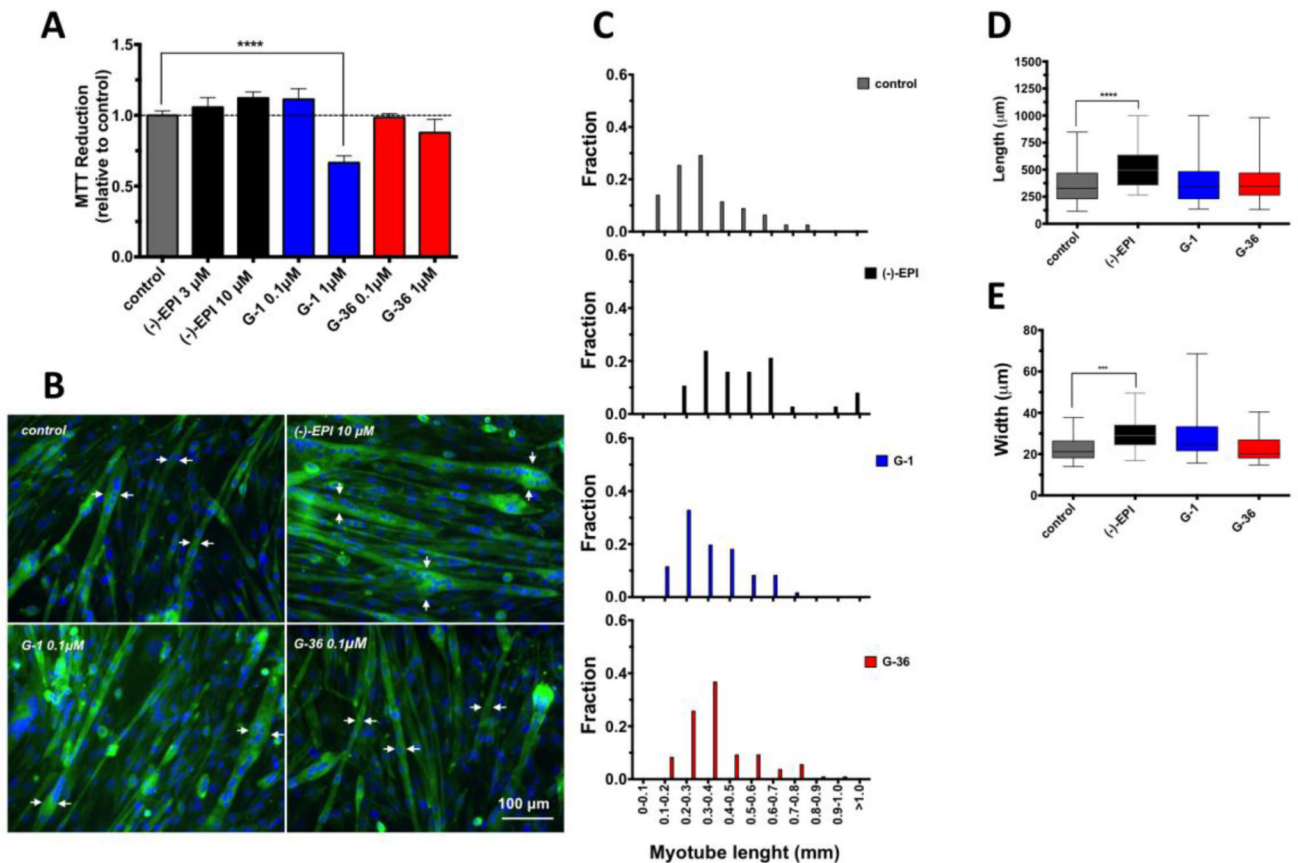 A
****
1.5
1.0
0.5
0.0
MTT Reduction
(relative to control)
control
(-)-EPI 3 µM
(-)-EPI 10 µM
G-1 0.1µM
G-1 1µM
G-36 0.1µM
G-36 1µM
B
control
(-)-EPI 10 µM
G-1 0.1µM
G-36 0.1µM
100 µm
C
0.6
0.4
0.2
0.0
Fraction
control
0.6
0.4
0.2
0.0
Fraction
(-)-EPI
0.6
0.4
0.2
0.0
Fraction
G-1
0.6
0.4
0.2
0.0
Fraction
G-36
0-0.1
0.1-0.2
0.2-0.3
0.3-0.4
0.4-0.5
0.5-0.6
0.6-0.7
0.7-0.8
0.8-0.9
0.9-1.0
>1.0
Myotube lenght (mm)
D
1500
1250
1000
750
500
250
0
Length (µm)
****
control
(-)-EPI
G-1
G-36
E
80
60
40
20
0
Width (µm)
***
control
(-)-EPI
G-1
G-36